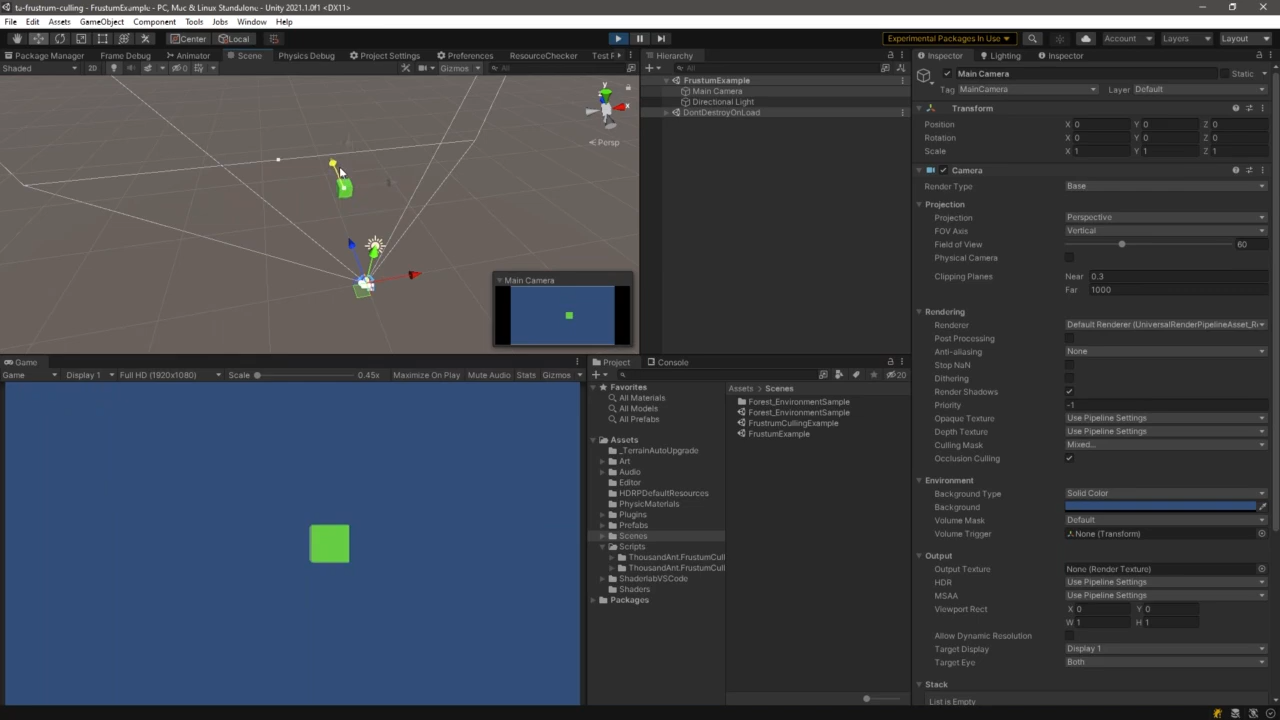 ta-frustrum-culling - FrustumExample - PC, Mac & Linux Standalone - Unity 2021.1.0f1 <DX11>
File Edit Assets GameObject Component Tools Jobs Window Help
Center Local Experimental Packages In Use Account Layers Layout
Package Manager Frame Debug Animator Scene Physics Debug Project Settings Preferences ResourceChecker Test
Shaded 2D 0 Gizmos All
y
x
Persp
Main Camera
Hierarchy
All
FrustumExample
Main Camera
Directional Light
DontDestroyOnLoad
Game
Game Display 1 Full HD (1920x1080) Scale 0.45x Maximize On Play Mute Audio Stats Gizmos
Project Console
20
Favorites
All Materials
All Models
All Prefabs
Assets
_TerrainAutoUpgrade
Art
Audio
Editor
HDRPDefaultResources
PhysicMaterials
Plugins
Prefabs
Scenes
Scripts
ThousandAnt.FrustumCull
ThousandAnt.FrustumCull
ShaderlabVSCode
Shaders
Packages
Assets Scenes
Forest_EnvironmentSample
Forest_EnvironmentSample
FrustrumCullingExample
FrustumExample
Inspector Lighting Inspector
Main Camera Static
Tag MainCamera Layer Default
Transform
Position X 0 Y 0 Z 0
Rotation X 0 Y 0 Z 0
Scale X 1 Y 1 Z 1
Camera
Render Type Base
Projection
Projection Perspective
FOV Axis Vertical
Field of View 60
Physical Camera
Clipping Planes Near 0.3
Far 1000
Rendering
Renderer Default Renderer (UniversalRenderPipelineAsset_R
Post Processing
Anti-aliasing None
Stop NaN
Dithering
Render Shadows
Priority -1
Opaque Texture Use Pipeline Settings
Depth Texture Use Pipeline Settings
Culling Mask Mixed...
Occlusion Culling
Environment
Background Type Solid Color
Background
Volume Mask Default
Volume Trigger None (Transform)
Output
Output Texture None (Render Texture)
HDR Use Pipeline Settings
MSAA Use Pipeline Settings
Viewport Rect X 0 Y 0
W 1 H 1
Allow Dynamic Resolution
Target Display Display 1
Target Eye Both
Stack
List is Empty